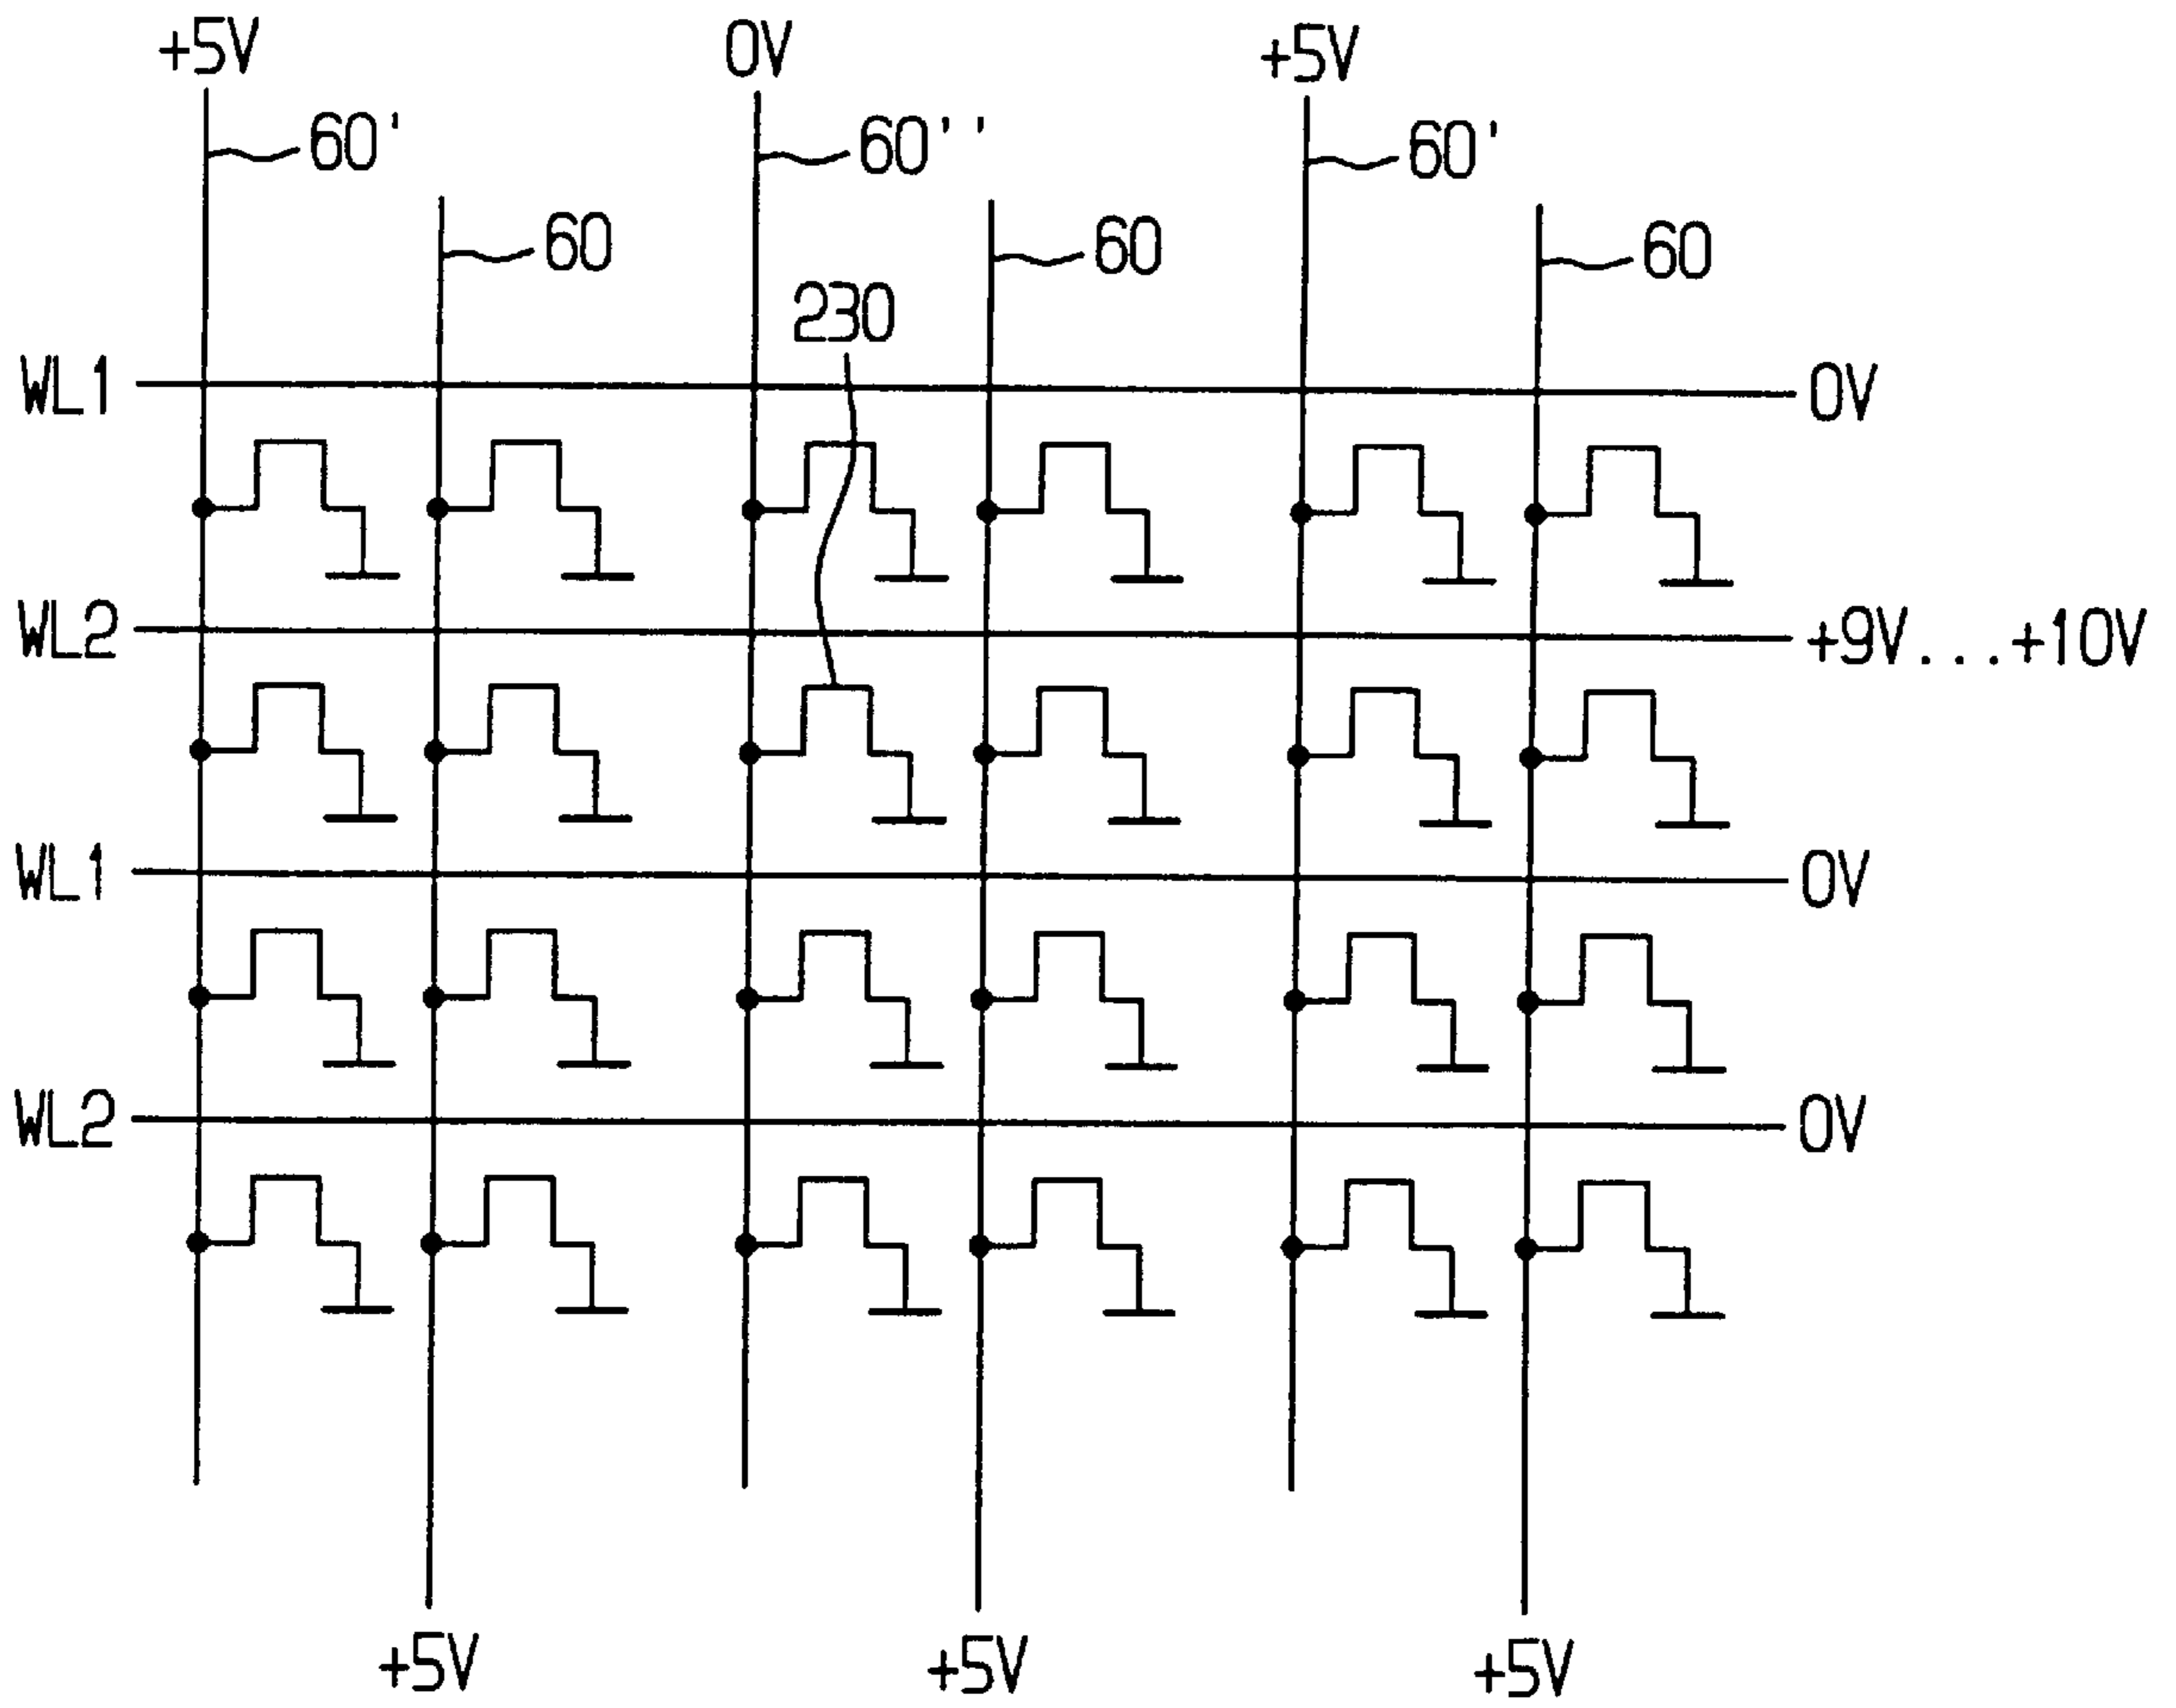 +5V 0V +5V
60' 60'' 60'
60 60 60
230
WL1 0V
WL2 +9V...+10V
WL1 0V
WL2 0V
+5V +5V +5V